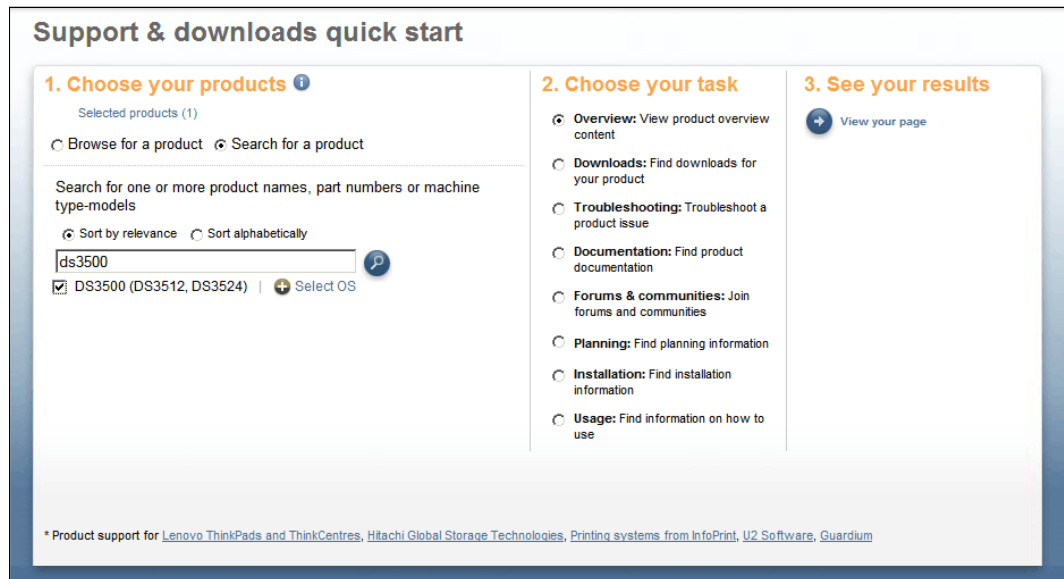 Support & downloads quick start
1. Choose your products
Selected products (1)
Browse for a product Search for a product
Search for one or more product names, part numbers or machine
type-models
Sort by relevance Sort alphabetically
ds3500
DS3500 (DS3512, DS3524) | Select OS
2. Choose your task
Overview: View product overview
content
Downloads: Find downloads for
your product
Troubleshooting: Troubleshoot a
product issue
Documentation: Find product
documentation
Forums & communities: Join
forums and communities
Planning: Find planning information
Installation: Find installation
information
Usage: Find information on how to
use
3. See your results
View your page
* Product support for Lenovo ThinkPads and ThinkCentres, Hitachi Global Storage Technologies, Printing systems from InfoPrint, U2 Software, Guardium